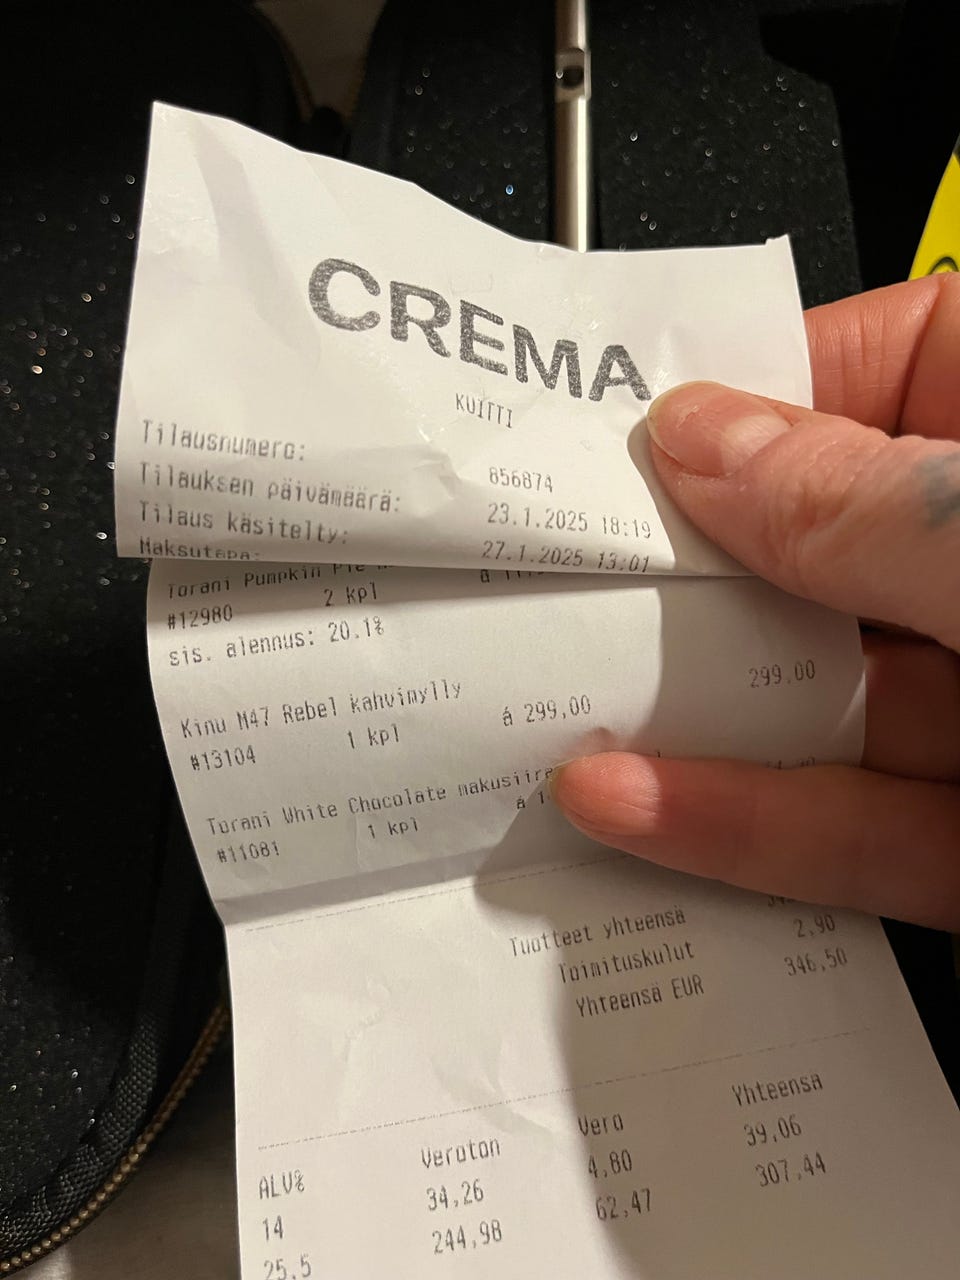 CREMA
KUITTI
Tilausnumero: 856874
Tilauksen päivämäärä: 23.1.2025 18:19
Tilaus käsitelty: 27.1.2025 13:01
Maksutapa:
Torani Pumpkin Pie
#12980 2 kpl á
sis. alennus: 20.1%
Kinu M47 Rebel kahvimylly
#13104 1 kpl á 299,00 299,00
Torani White Chocolate
#11081 1 kpl á
Tuotteet yhteensä
Toimituskulut 2,90
Yhteensä EUR 346,50
ALV% Veroton Vero Yhteensä
14 34,26 4,80 39,06
25.5 244,98 62,47 307,44